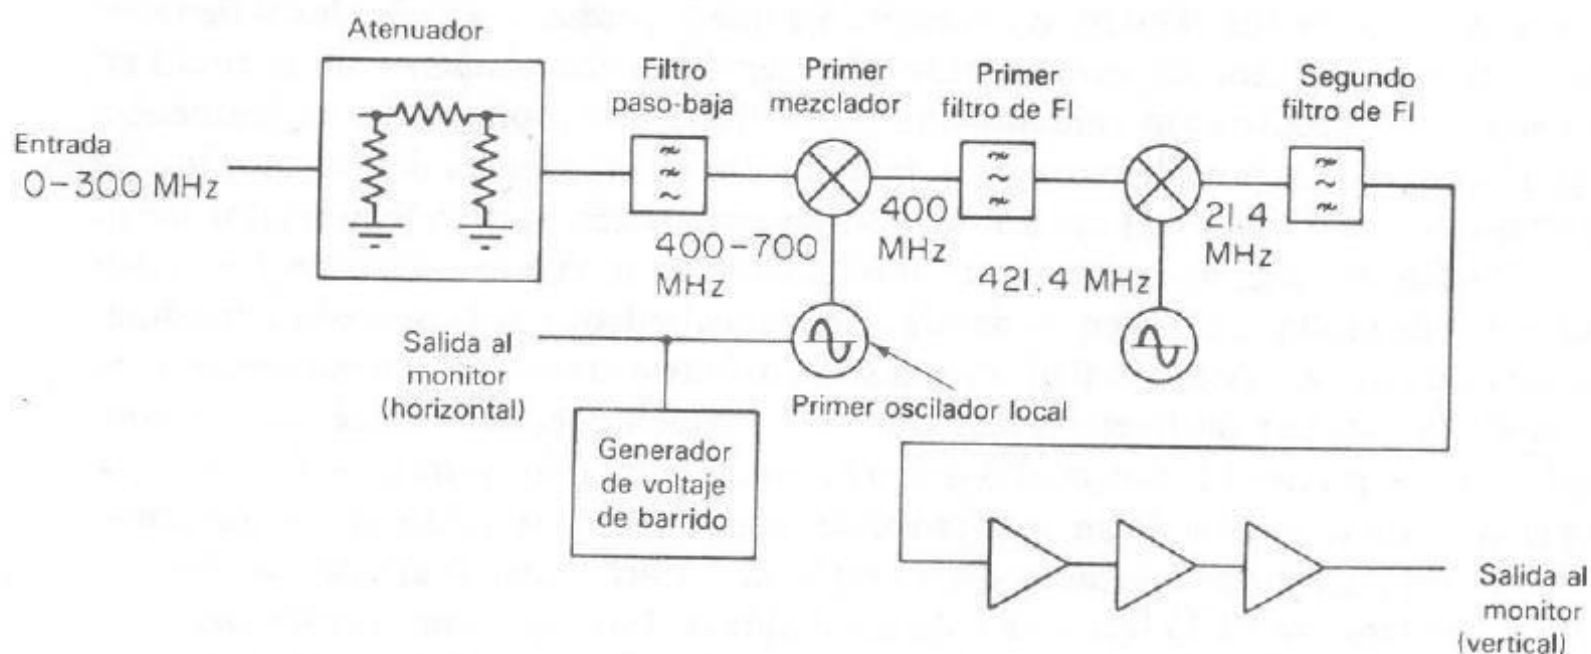 Atenuador
Entrada
0-300 MHz
Filtro
paso-baja
Primer
mezclador
Primer
filtro de FI
Segundo
filtro de FI
400-700
MHz
400
MHz
421.4 MHz
21.4
MHz
Salida al
monitor
(horizontal)
Primer oscilador local
Generador
de voltaje
de barrido
Salida al
monitor
(vertical)